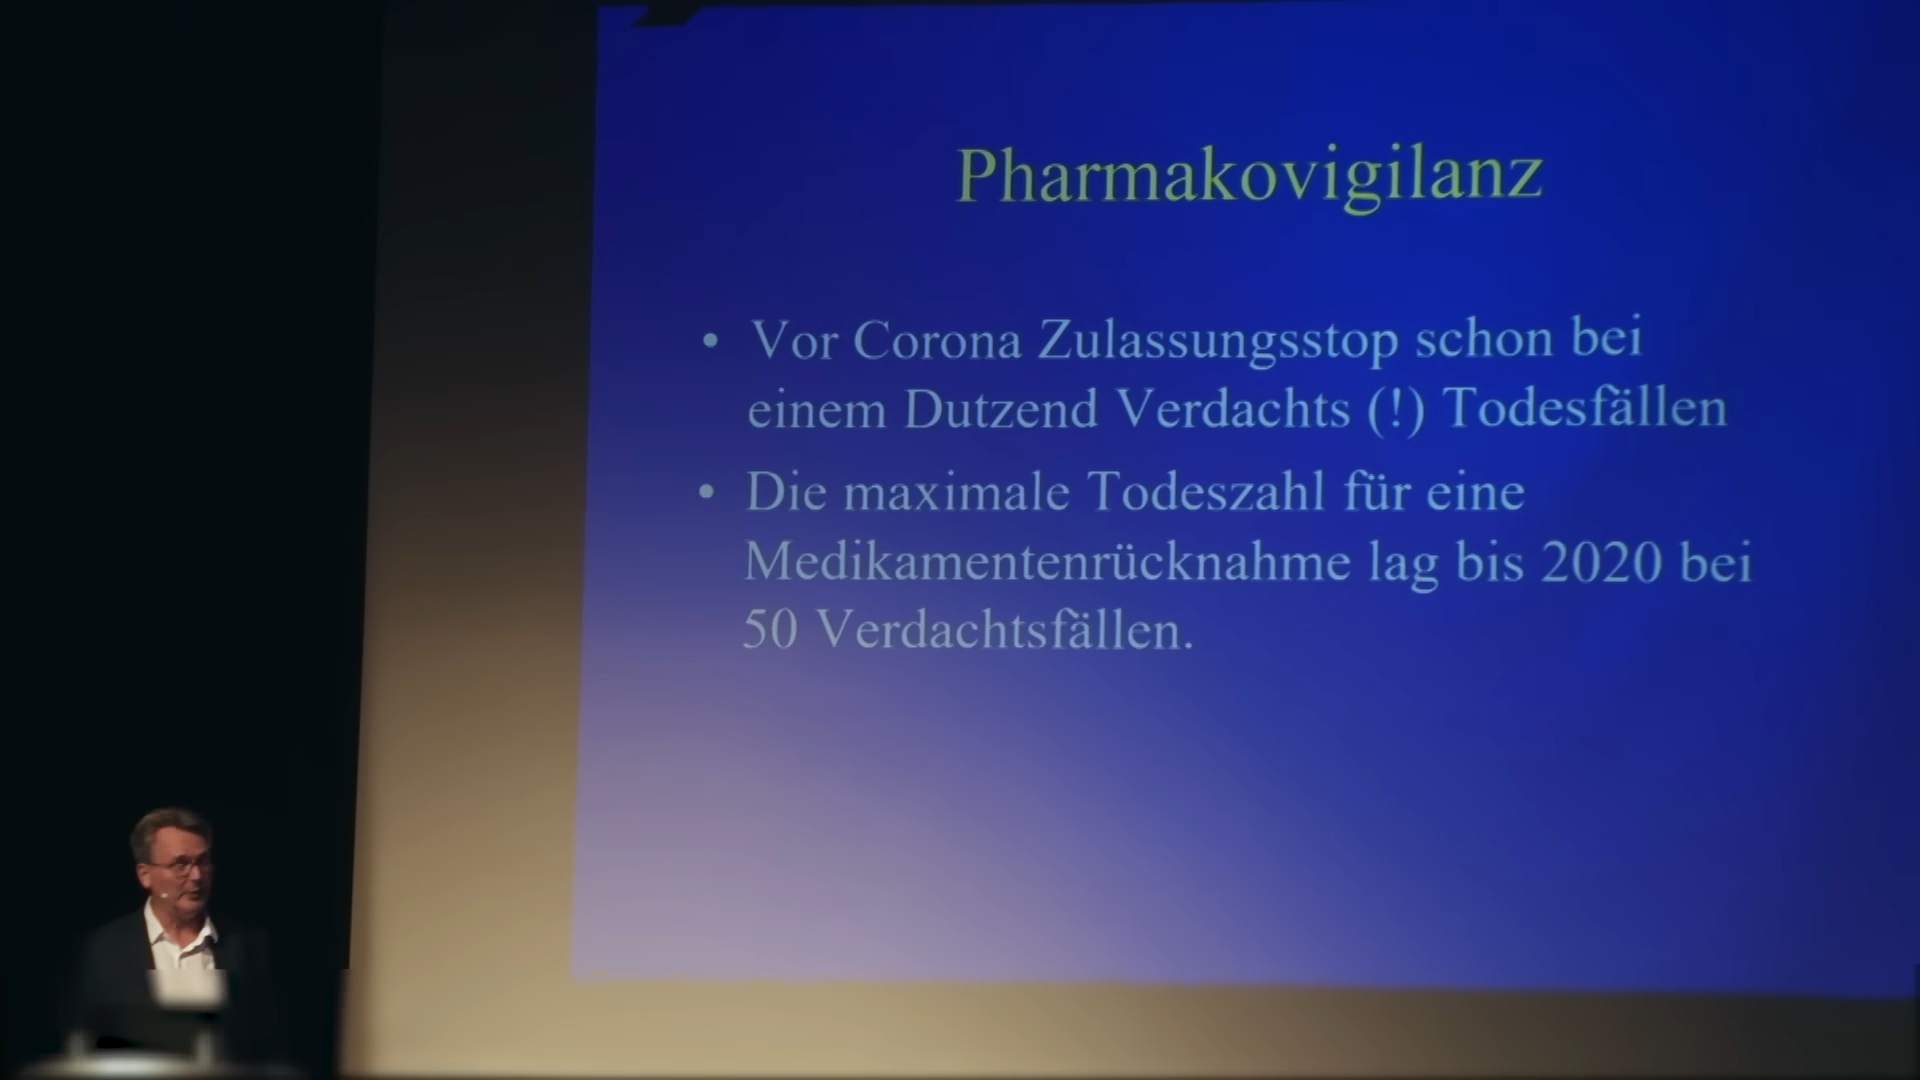 Pharmakovigilanz
• Vor Corona Zulassungsstop schon bei
einem Dutzend Verdachts (!) Todesfällen
• Die maximale Todeszahl für eine
Medikamentenrücknahme lag bis 2020 bei
50 Verdachtsfällen.